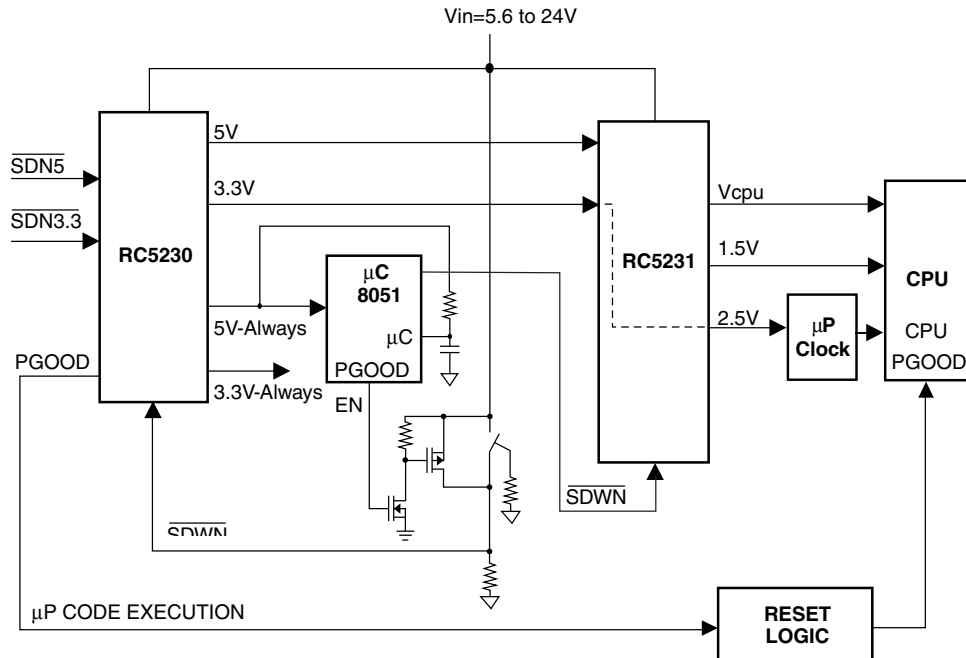 Vin=5.6 to 24V
5V
SDN5
3.3V
SDN3.3
RC5230
RC5231
Vcpu
1.5V
CPU
μC
8051
5V-Always
μC
2.5V
μP
Clock
CPU
PGOOD
PGOOD
3.3V-Always
PGOOD
EN
SDWN
SDWN
μP CODE EXECUTION
RESET
LOGIC